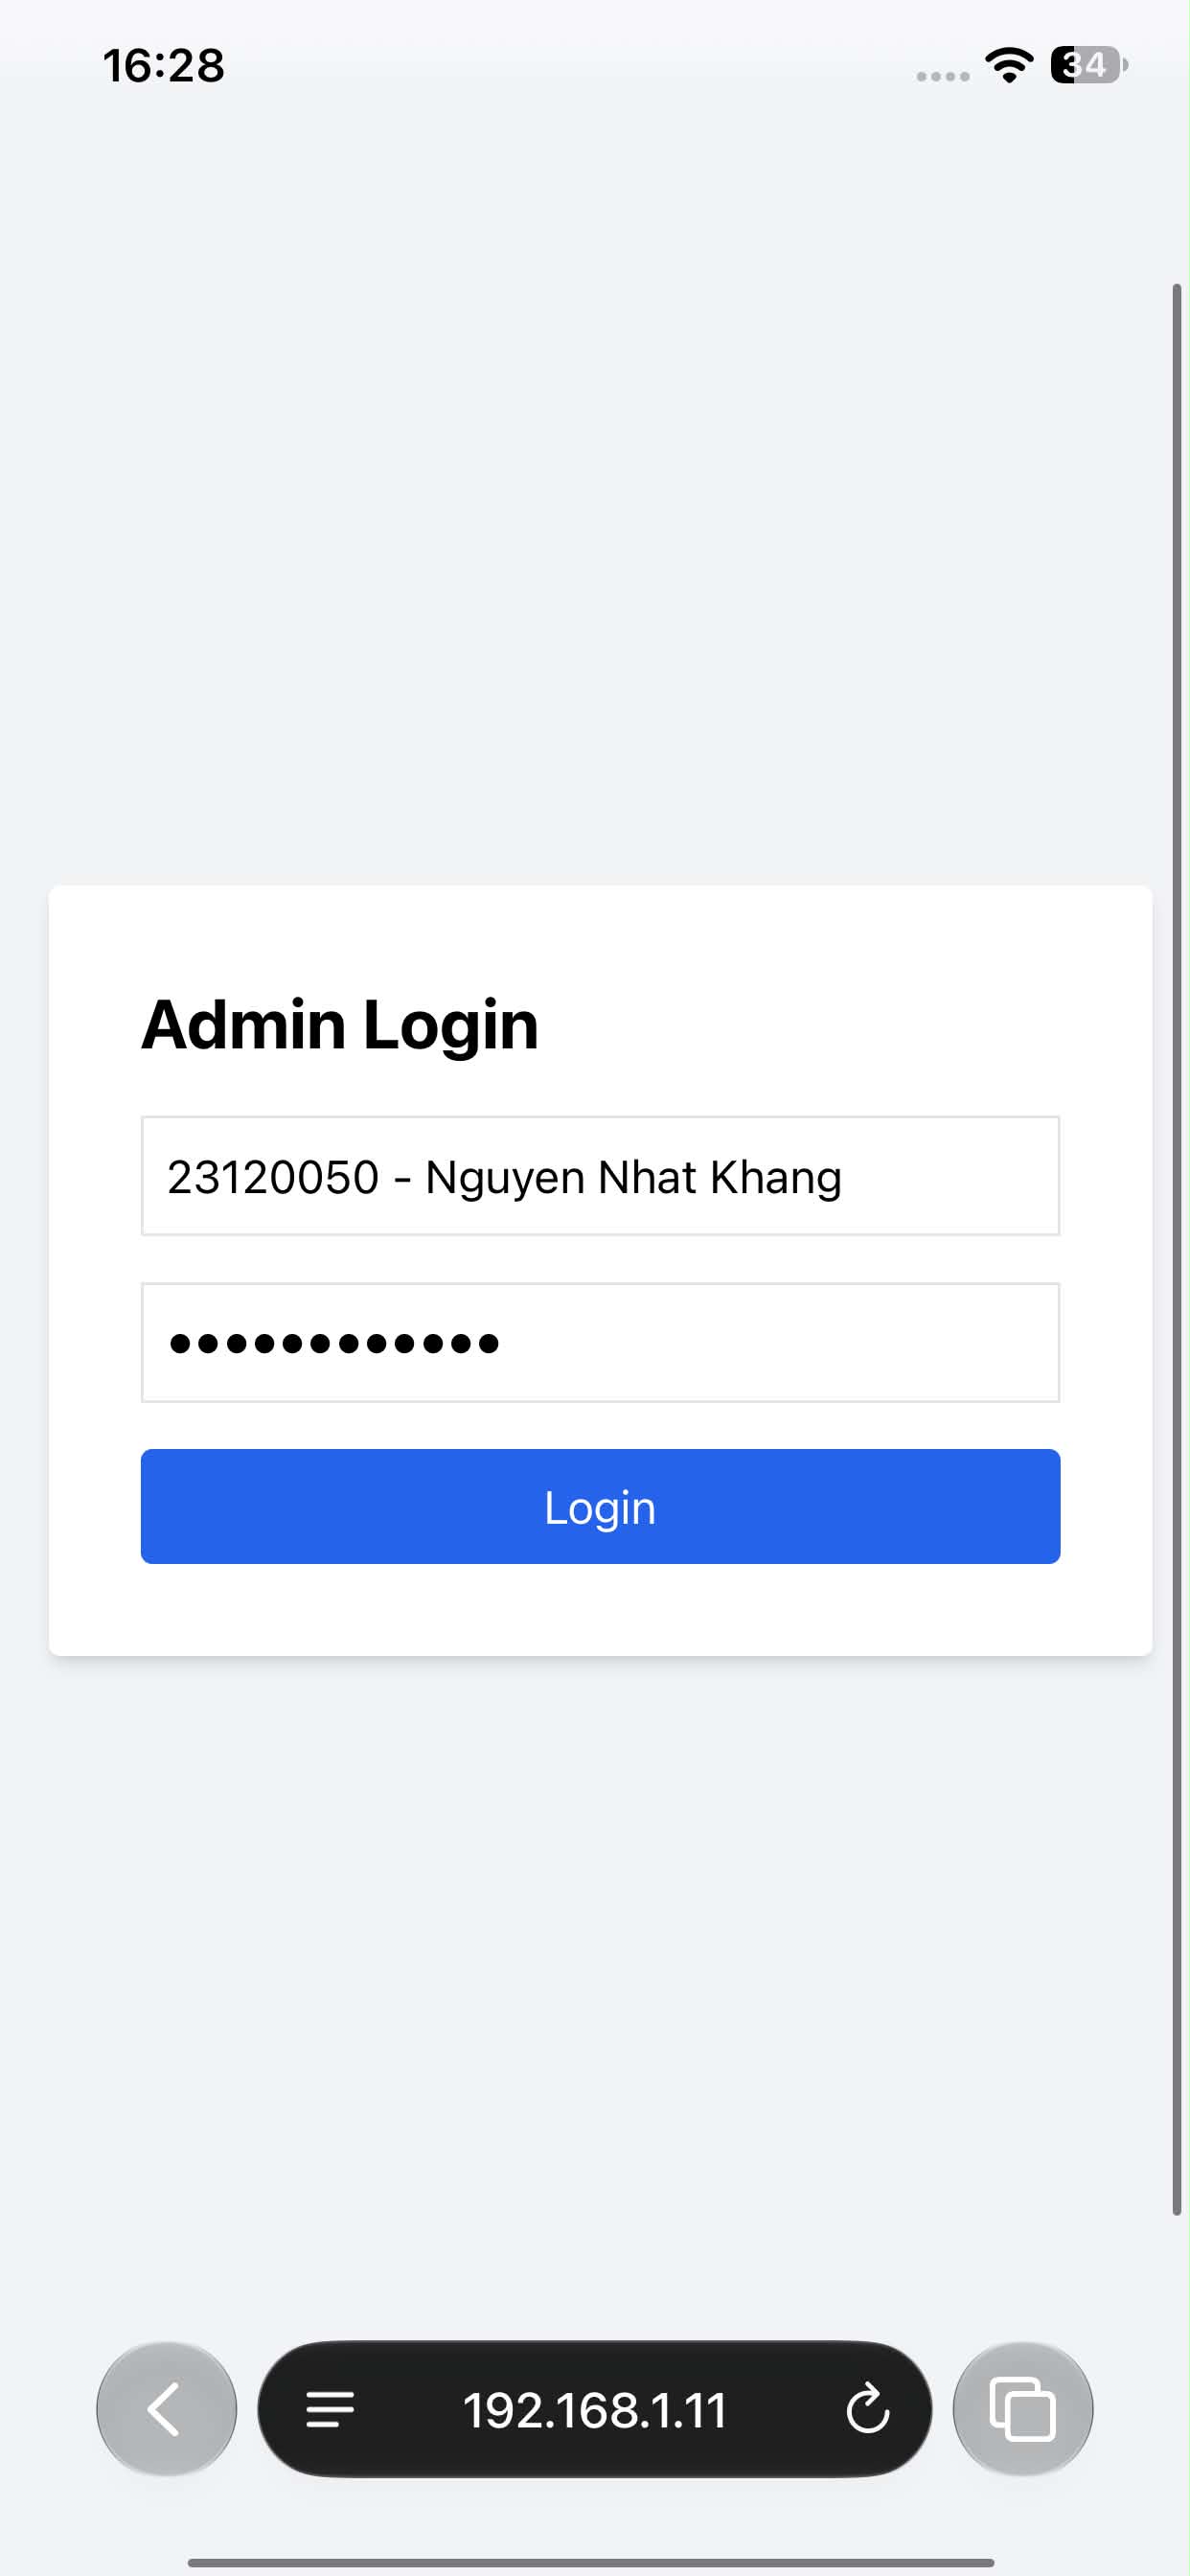 16:28
34
Admin Login
23120050 - Nguyen Nhat Khang
••••••••••••
Login
192.168.1.11